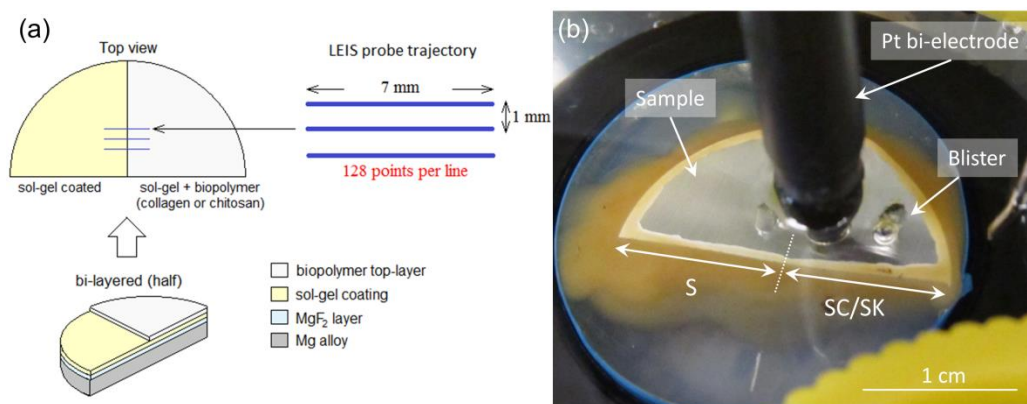 (a)
Top view
sol-gel coated
sol-gel + biopolymer
(collagen or chitosan)
LEIS probe trajectory
7 mm
1 mm
128 points per line
bi-layered (half)
biopolymer top-layer
sol-gel coating
MgF₂ layer
Mg alloy
(b)
Pt bi-electrode
Sample
Blister
S
SC/SK
1 cm